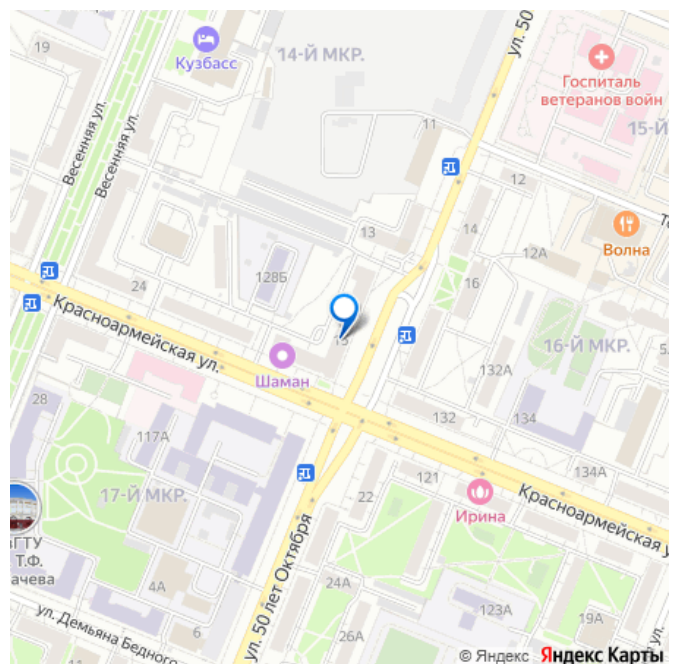 19
Кузбасс
14-Й МКР.
ул. 50
Госпиталь
ветеранов войн
15-Й
11
Весенняя ул.
Весенняя ул.
12
13
14
12А
Волна
128Б
16
24
Красноармейская ул.
Шаман
16-Й МКР.
132А
28
117А
132
134
134А
121
17-Й МКР.
22
Ирина
Красноармейская у
ГТУ
Т.Ф.
ачева
4А
ул. 50 лет Октября
24А
123А
19А
ул. Демьяна Бедного
6
26А
ул.
© Яндекс Яндекс Карты